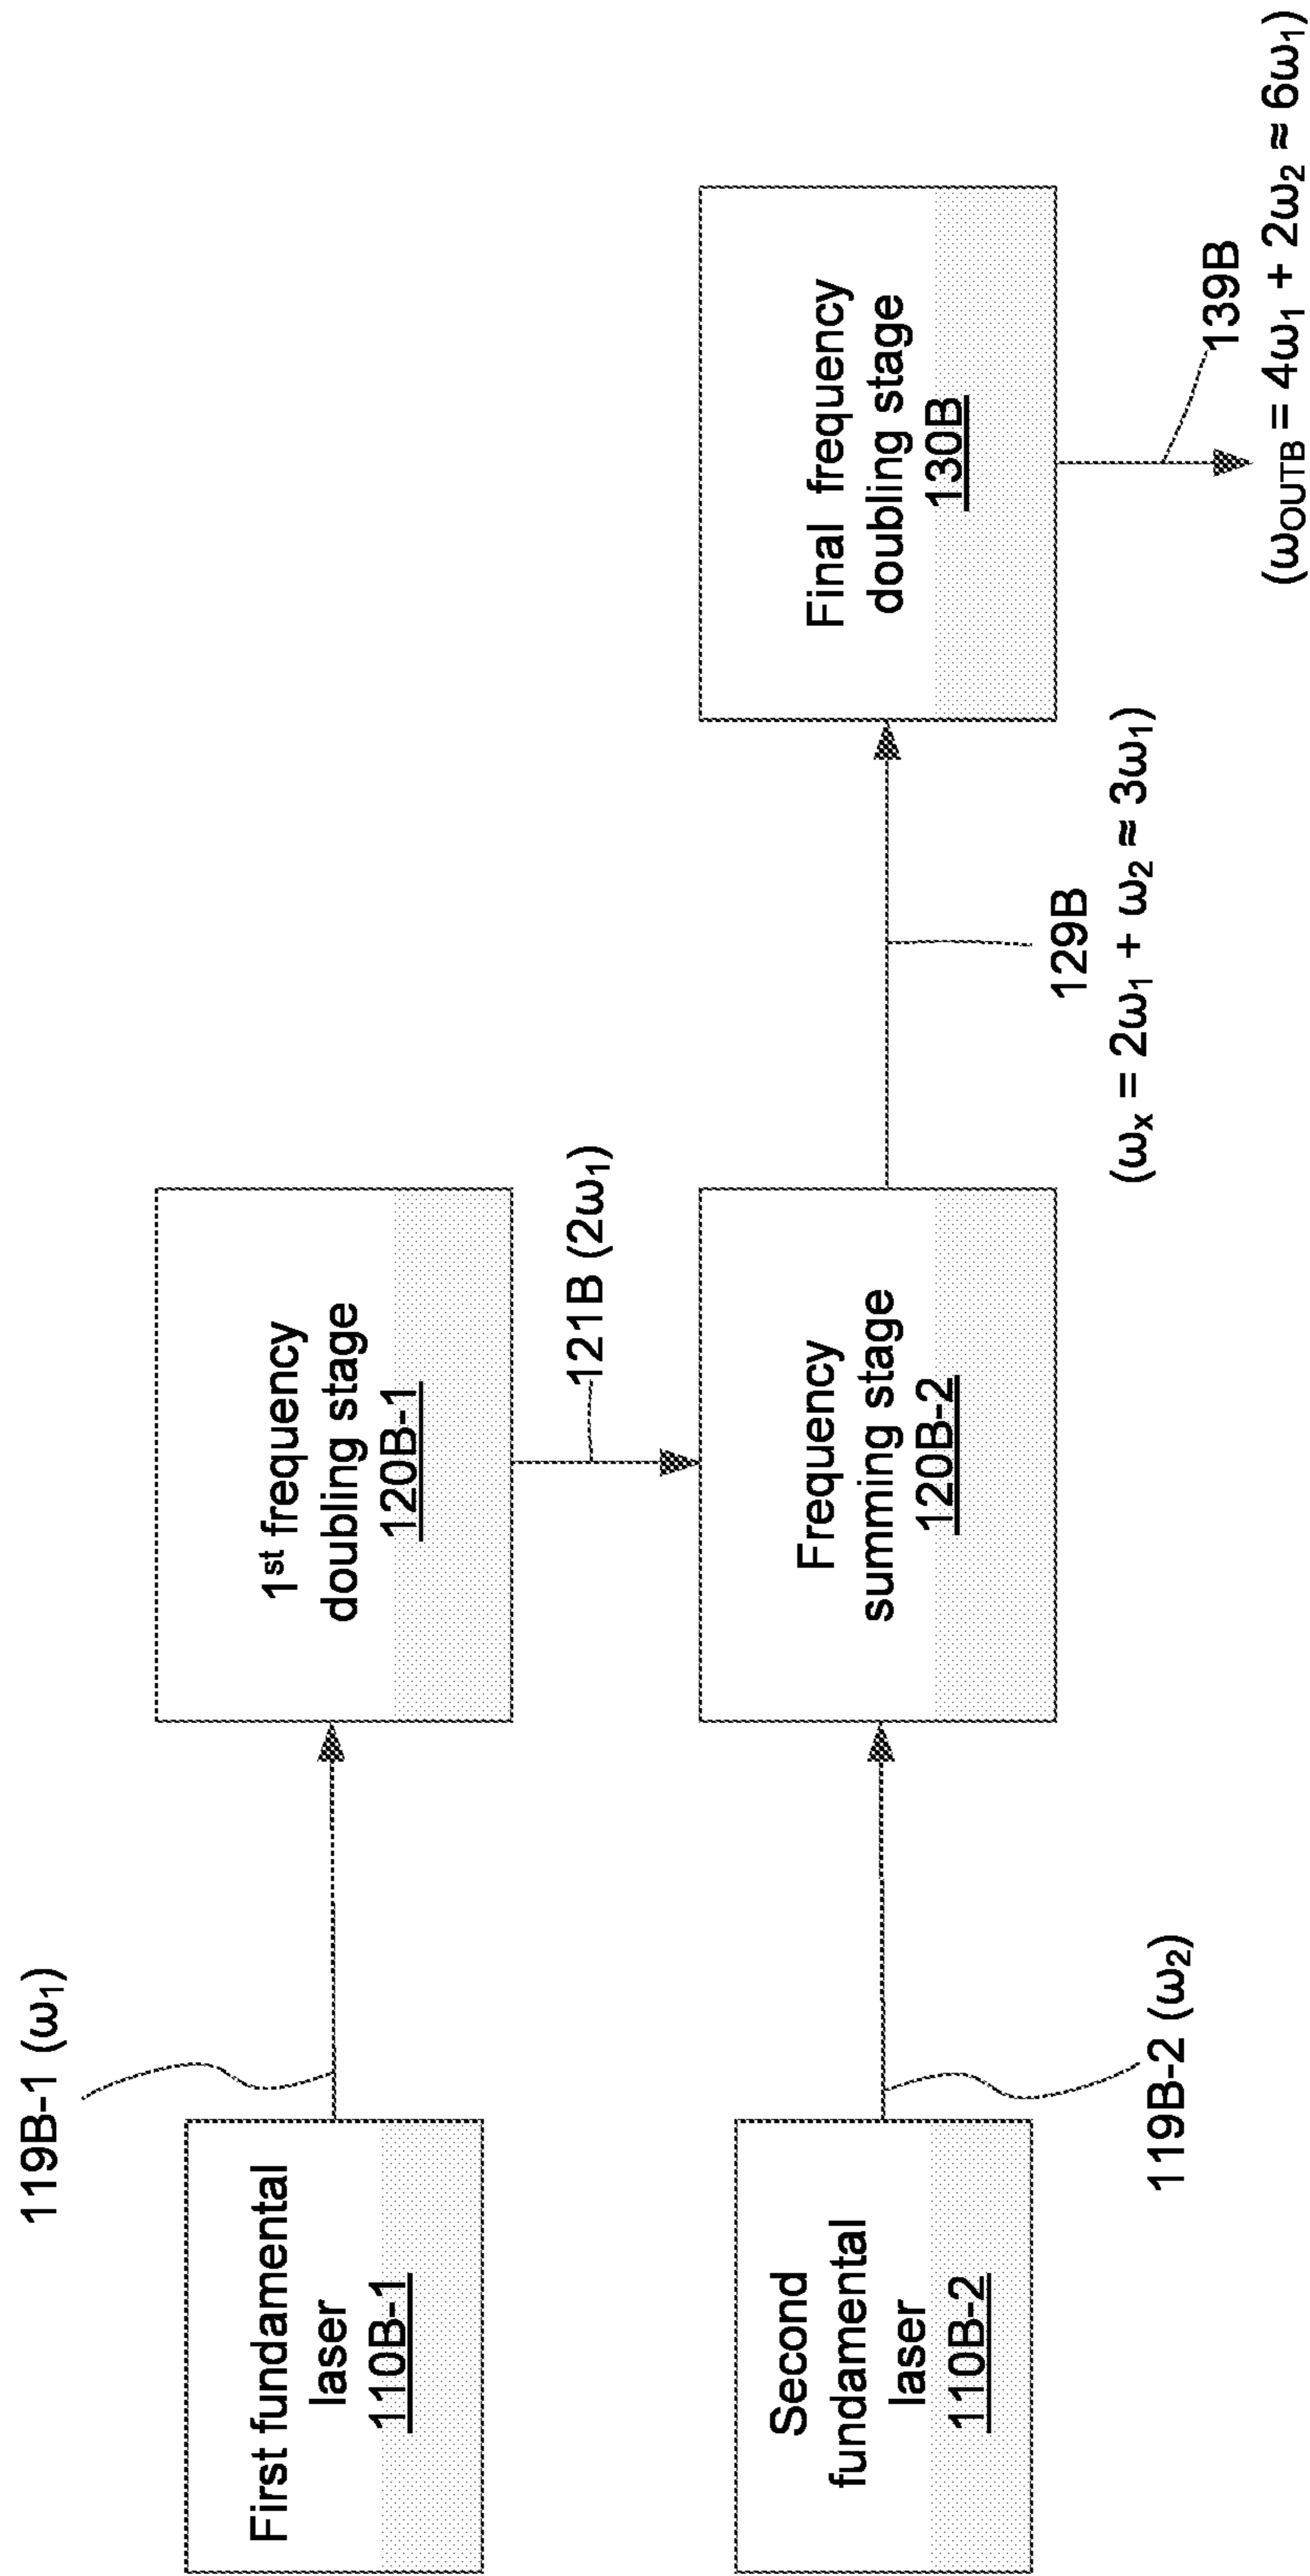 119B-1 (ω₁)
First fundamental
laser
110B-1
1st frequency
doubling stage
120B-1
121B (2ω₁)
Second
fundamental
laser
110B-2
119B-2 (ω₂)
Frequency
summing stage
120B-2
129B
(ωₓ = 2ω₁ + ω₂ ≈ 3ω₁)
Final frequency
doubling stage
130B
139B
(ωOUTB = 4ω₁ + 2ω₂ ≈ 6ω₁)